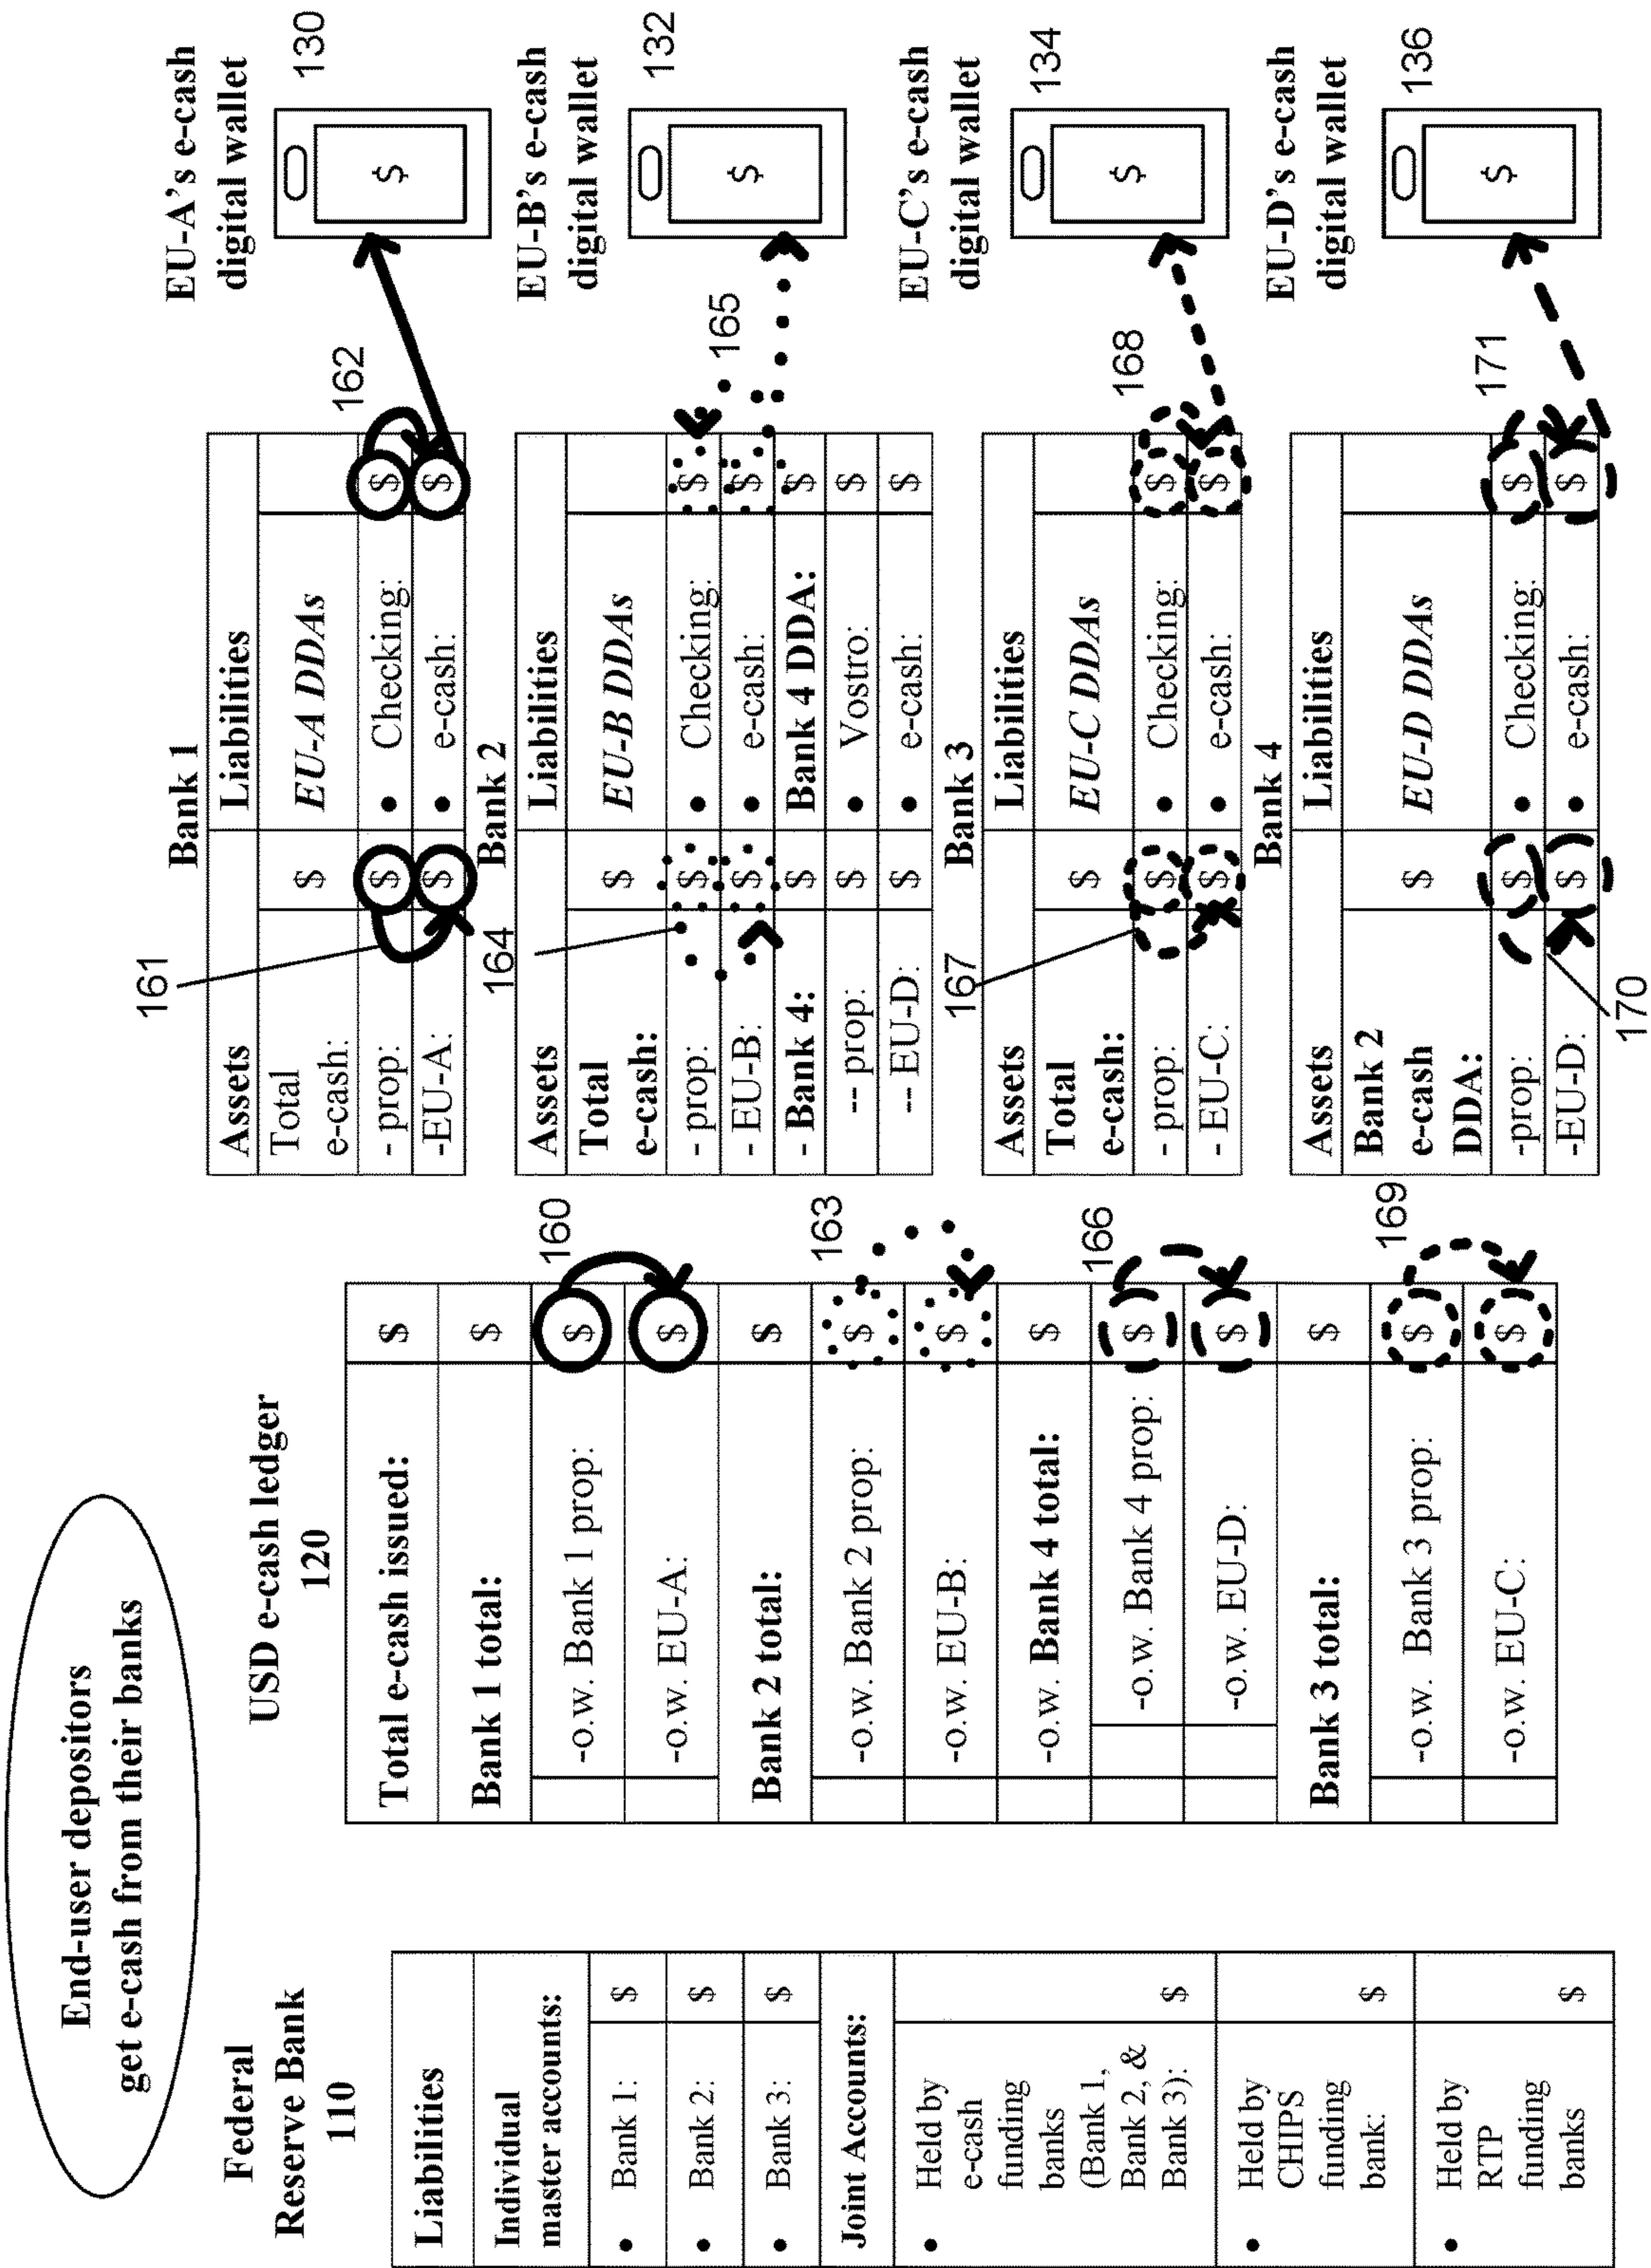 End-user depositors
get e-cash from their banks
Federal
Reserve Bank
110
Liabilities
Individual
master accounts:
• Bank 1: $
• Bank 2: $
• Bank 3: $
Joint Accounts:
• Held by
e-cash
funding
banks
(Bank 1,
Bank 2, &
Bank 3): $
• Held by
CHIPS
funding
bank: $
• Held by
RTP
funding
banks $
USD e-cash ledger
120
Total e-cash issued: $
Bank 1 total: $
-o.w. Bank 1 prop: $
-o.w. EU-A: $
Bank 2 total: $
-o.w. Bank 2 prop: $
-o.w. EU-B: $
-o.w. Bank 4 total: $
-o.w. Bank 4 prop: $
-o.w. EU-D: $
Bank 3 total: $
-o.w. Bank 3 prop: $
-o.w. EU-C: $
160
163
166
169
Bank 1
Assets Liabilities
Total
e-cash: $ EU-A DDAs
- prop: $ • Checking: $
-EU-A: $ • e-cash: $
161
162
Bank 2
Assets Liabilities
Total
e-cash: $ EU-B DDAs
- prop: $ • Checking: $
- EU-B: $ • e-cash: $
- Bank 4: $ Bank 4 DDA: $
-- prop: $ • Vostro: $
-- EU-D: $ • e-cash: $
164
165
Bank 3
Assets Liabilities
Total
e-cash: $ EU-C DDAs
- prop: $ • Checking: $
- EU-C: $ • e-cash: $
167
168
Bank 4
Assets Liabilities
Bank 2
e-cash
DDA: $ EU-D DDAs
-prop: $ • Checking: $
-EU-D: $ • e-cash: $
170
171
EU-A's e-cash
digital wallet
130
$
EU-B's e-cash
digital wallet
132
$
EU-C's e-cash
digital wallet
134
$
EU-D's e-cash
digital wallet
136
$